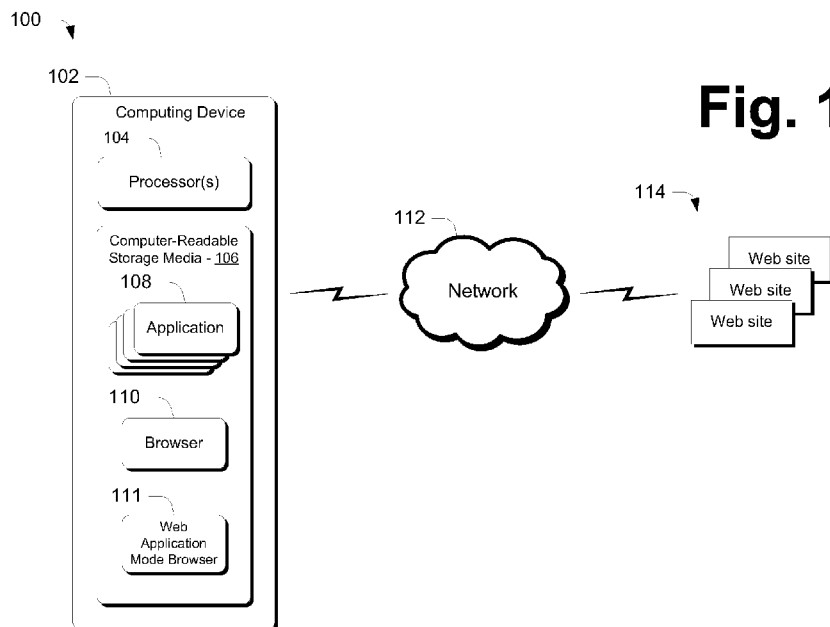 100
102
Computing Device
Fig. 1
104
Processor(s)
114
112
Computer-Readable
Storage Media - 106
Web site
108
Web site
Network
Application
Web site
110
Browser
111
Web
Application
Mode Browser